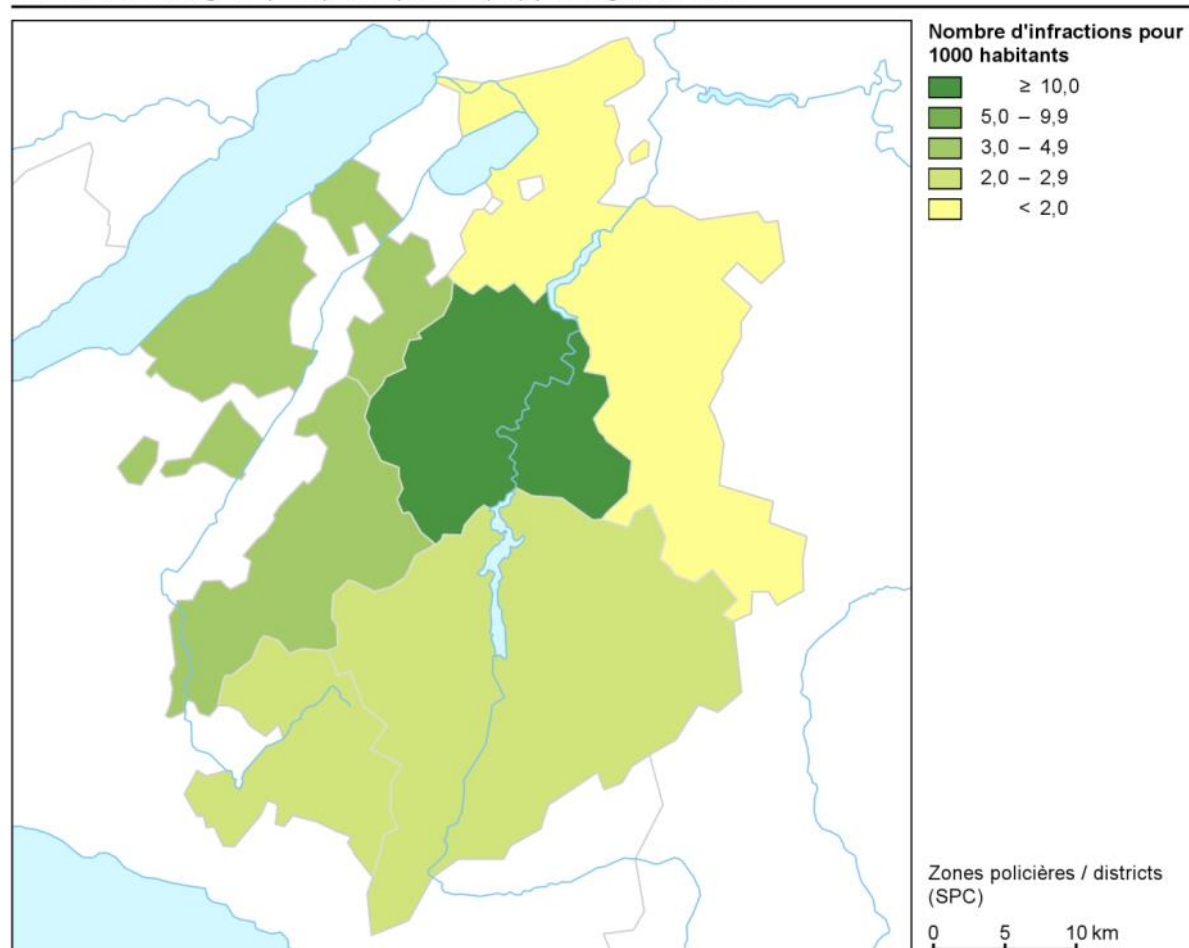 Nombre d'infractions pour
1000 habitants
≥ 10,0
5,0 – 9,9
3,0 – 4,9
2,0 – 2,9
< 2,0
Zones policières / districts
(SPC)
0 5 10 km